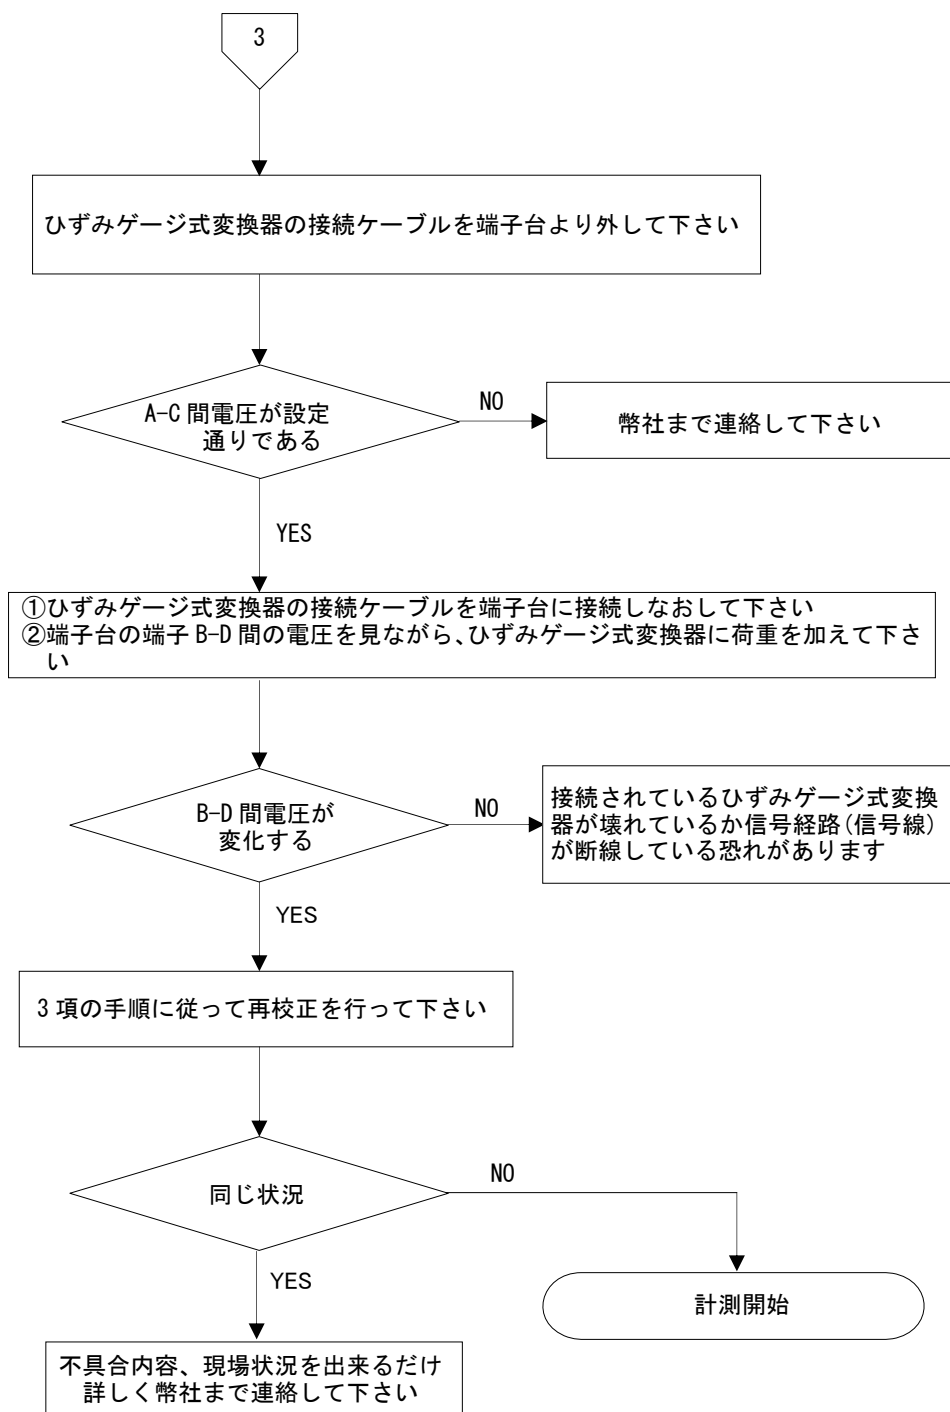 3
ひずみゲージ式変換器の接続ケーブルを端子台より外して下さい
A-C 間電圧が設定
通りである
NO
幣社まで連絡して下さい
YES
①ひずみゲージ式変換器の接続ケーブルを端子台に接続しなおして下さい
②端子台の端子 B-D 間の電圧を見ながら、ひずみゲージ式変換器に荷重を加えて下さ
い
B-D 間電圧が
変化する
NO
接続されているひずみゲージ式変換
器が壊れているか信号経路(信号線)
が断線している恐れがあります
YES
3 項の手順に従って再校正を行って下さい
同じ状況
NO
YES
計測開始
不具合内容、現場状況を出来るだけ
詳しく幣社まで連絡して下さい